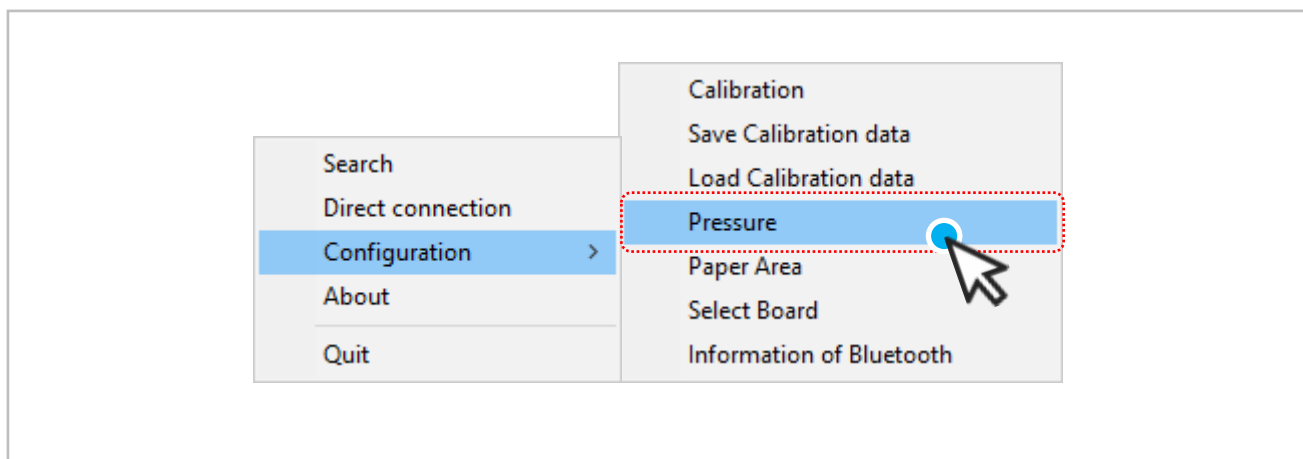 Search
Direct connection
Configuration >
About
Quit
Calibration
Save Calibration data
Load Calibration data
Pressure
Paper Area
Select Board
Information of Bluetooth